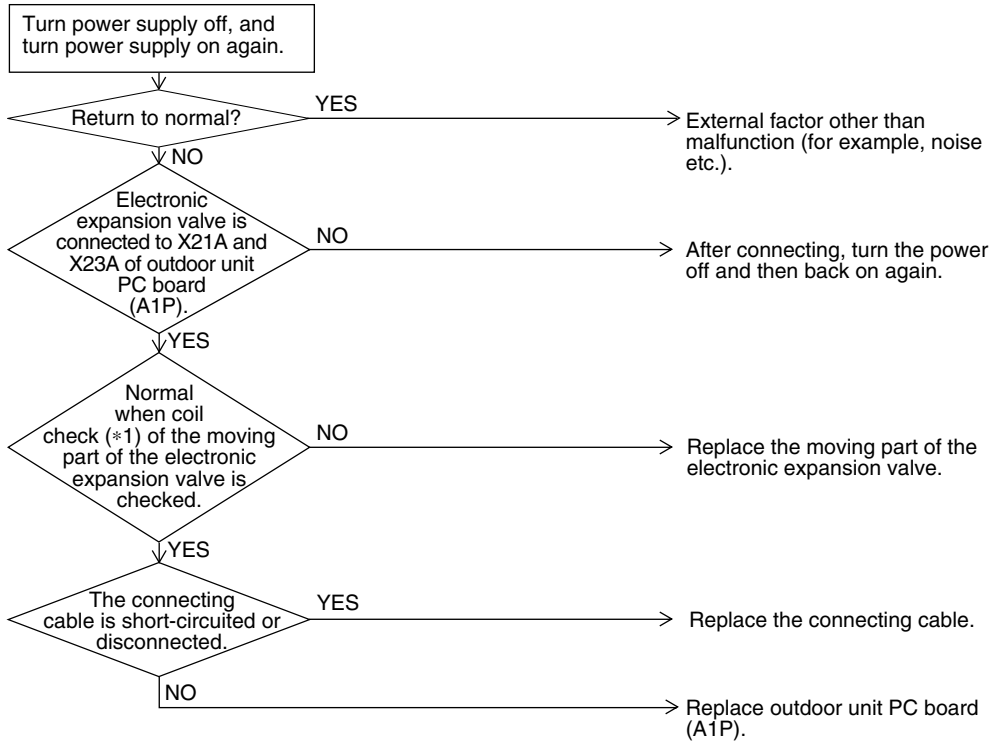 Turn power supply off, and
turn power supply on again.
Return to normal?
YES
External factor other than
malfunction (for example, noise
etc.).
NO
Electronic
expansion valve is
connected to X21A and
X23A of outdoor unit
PC board
(A1P).
NO
After connecting, turn the power
off and then back on again.
YES
Normal
when coil
check (*1) of the moving
part of the electronic
expansion valve is
checked.
NO
Replace the moving part of the
electronic expansion valve.
YES
The connecting
cable is short-circuited or
disconnected.
YES
Replace the connecting cable.
NO
Replace outdoor unit PC board
(A1P).